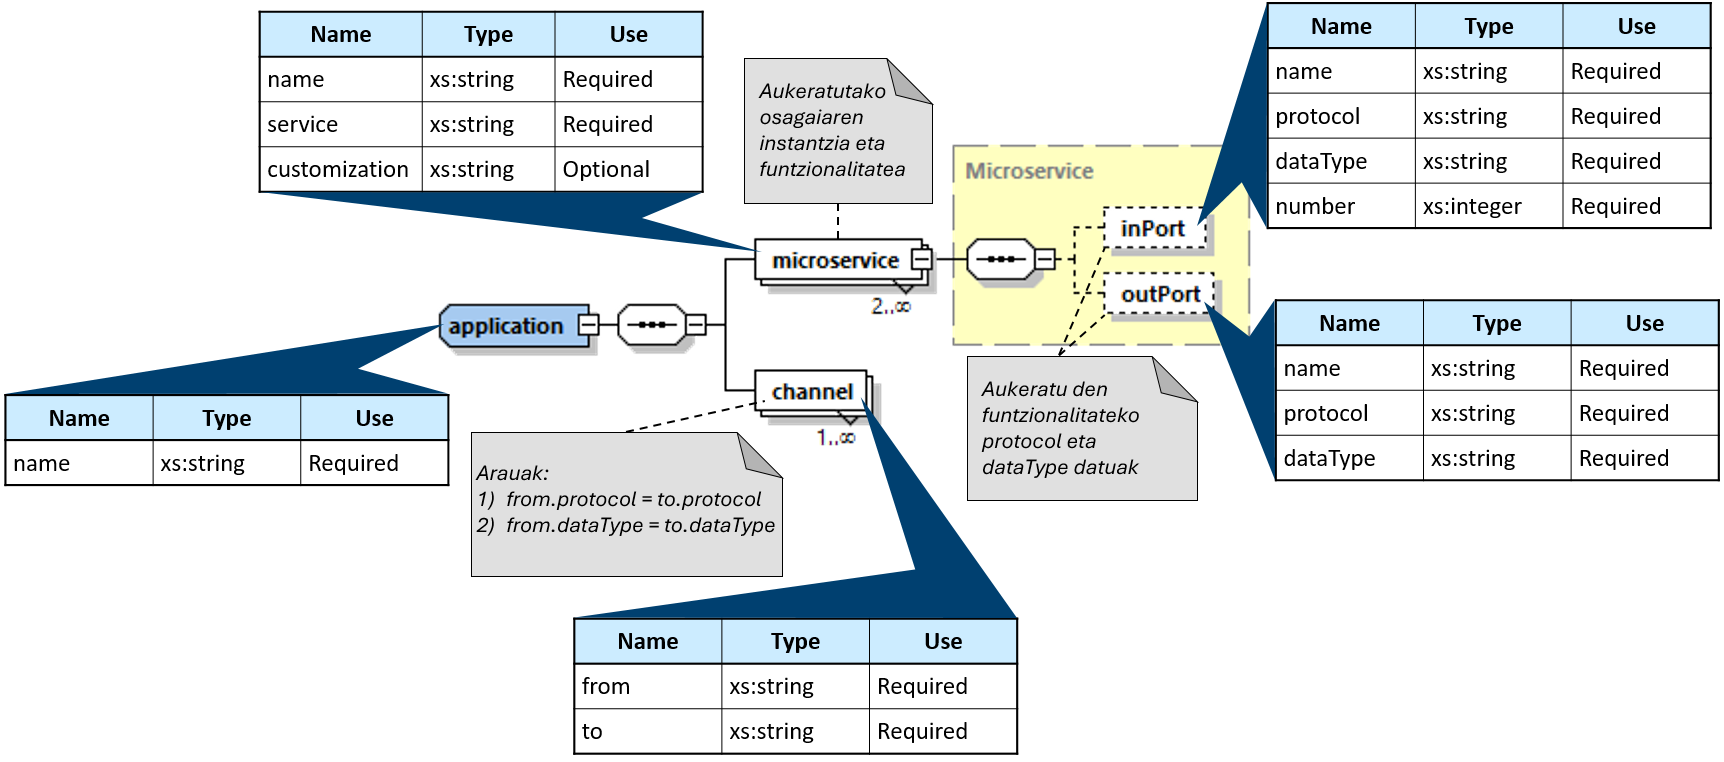 Name Type Use
name xs:string Required
service xs:string Required
customization xs:string Optional
Aukeratutako
osagaiaren
instantzia eta
funtzionalitatea
Name Type Use
name xs:string Required
protocol xs:string Required
dataType xs:string Required
number xs:integer Required
Microservice
inPort
outPort
microservice
2..∞
application
channel
1..∞
Name Type Use
name xs:string Required
Arauak:
1) from.protocol = to.protocol
2) from.dataType = to.dataType
Aukeratu den
funtzionalitateko
protocol eta
dataType datuak
Name Type Use
name xs:string Required
protocol xs:string Required
dataType xs:string Required
Name Type Use
from xs:string Required
to xs:string Required